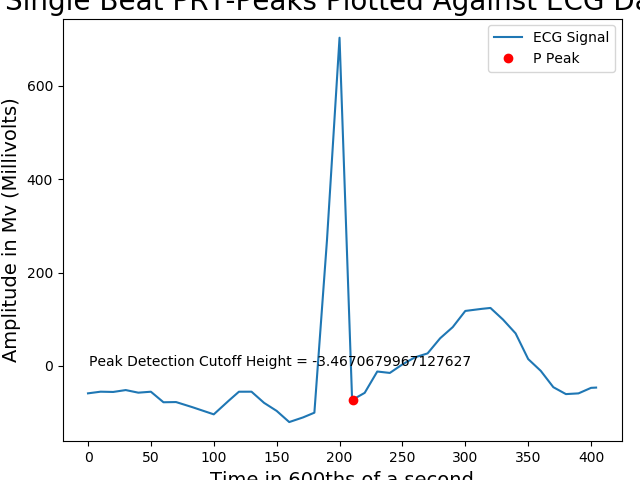 Single Beat PRT-Peaks Plotted Against ECG Da
ECG Signal
P Peak
Amplitude in Mv (Millivolts)
600
400
200
0
Peak Detection Cutoff Height = -3.4670679967127627
0 50 100 150 200 250 300 350 400
Time in 600ths of a second